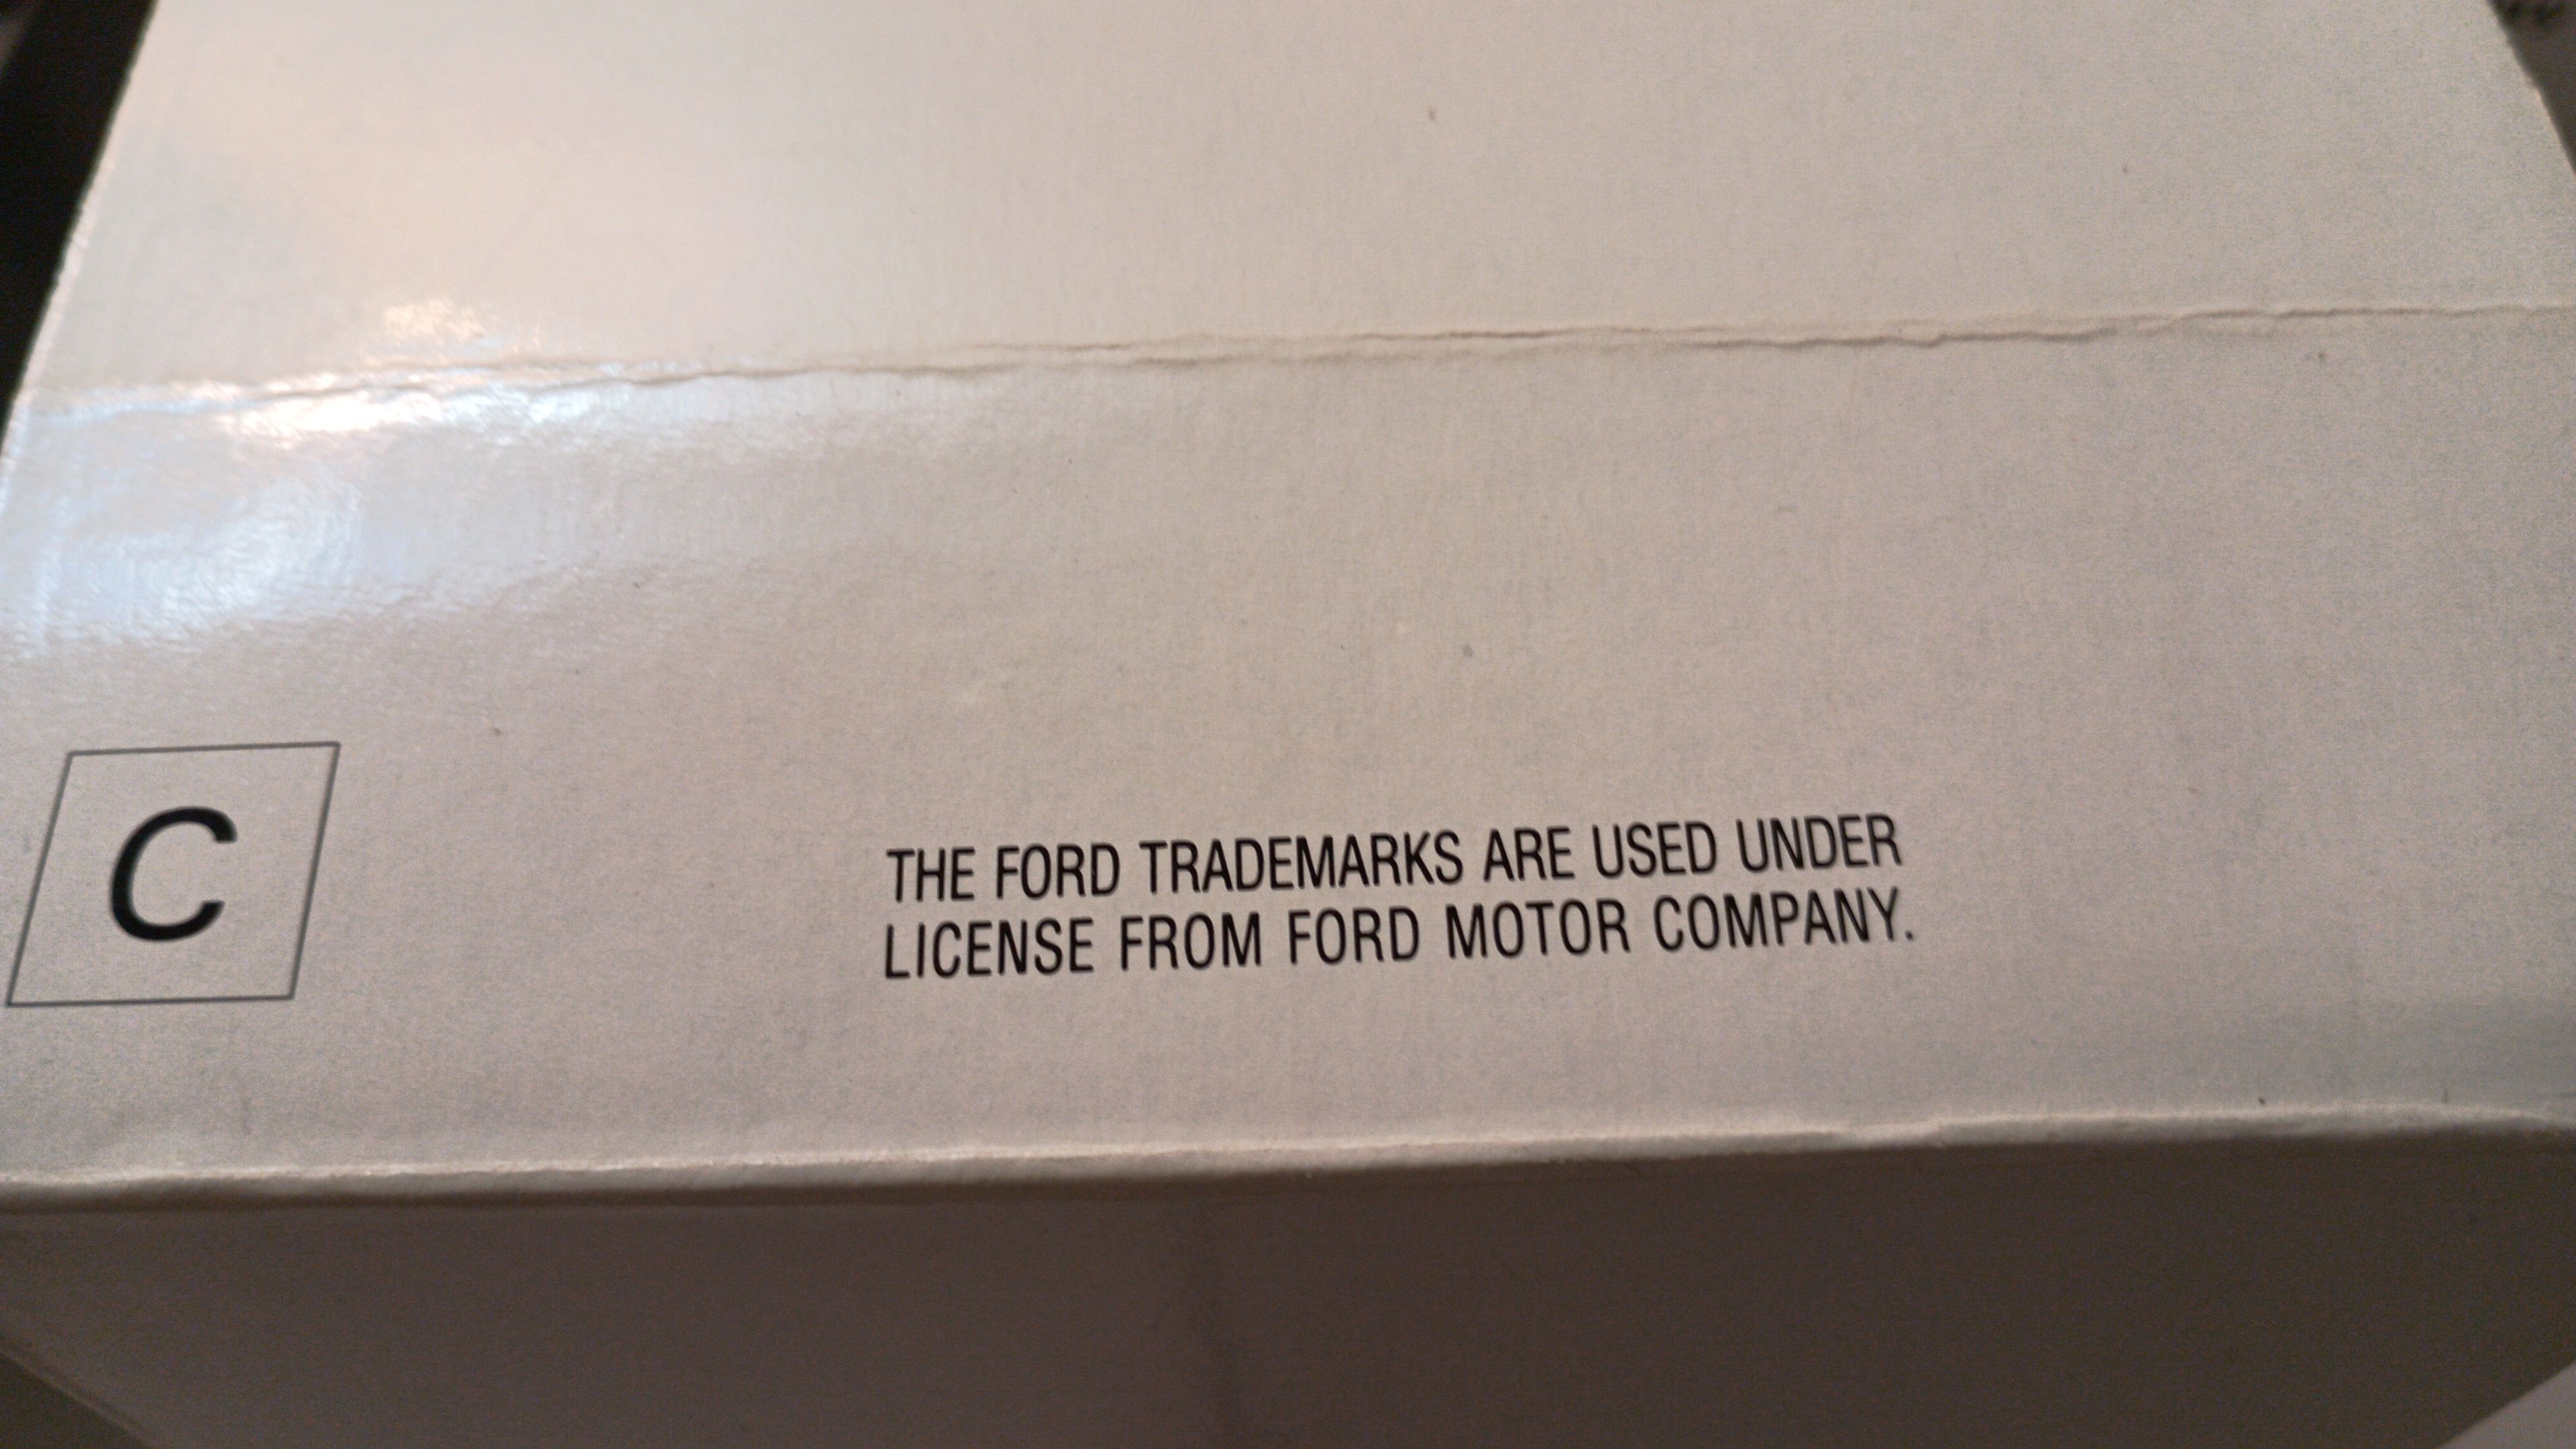 C
THE FORD TRADEMARKS ARE USED UNDER
LICENSE FROM FORD MOTOR COMPANY.